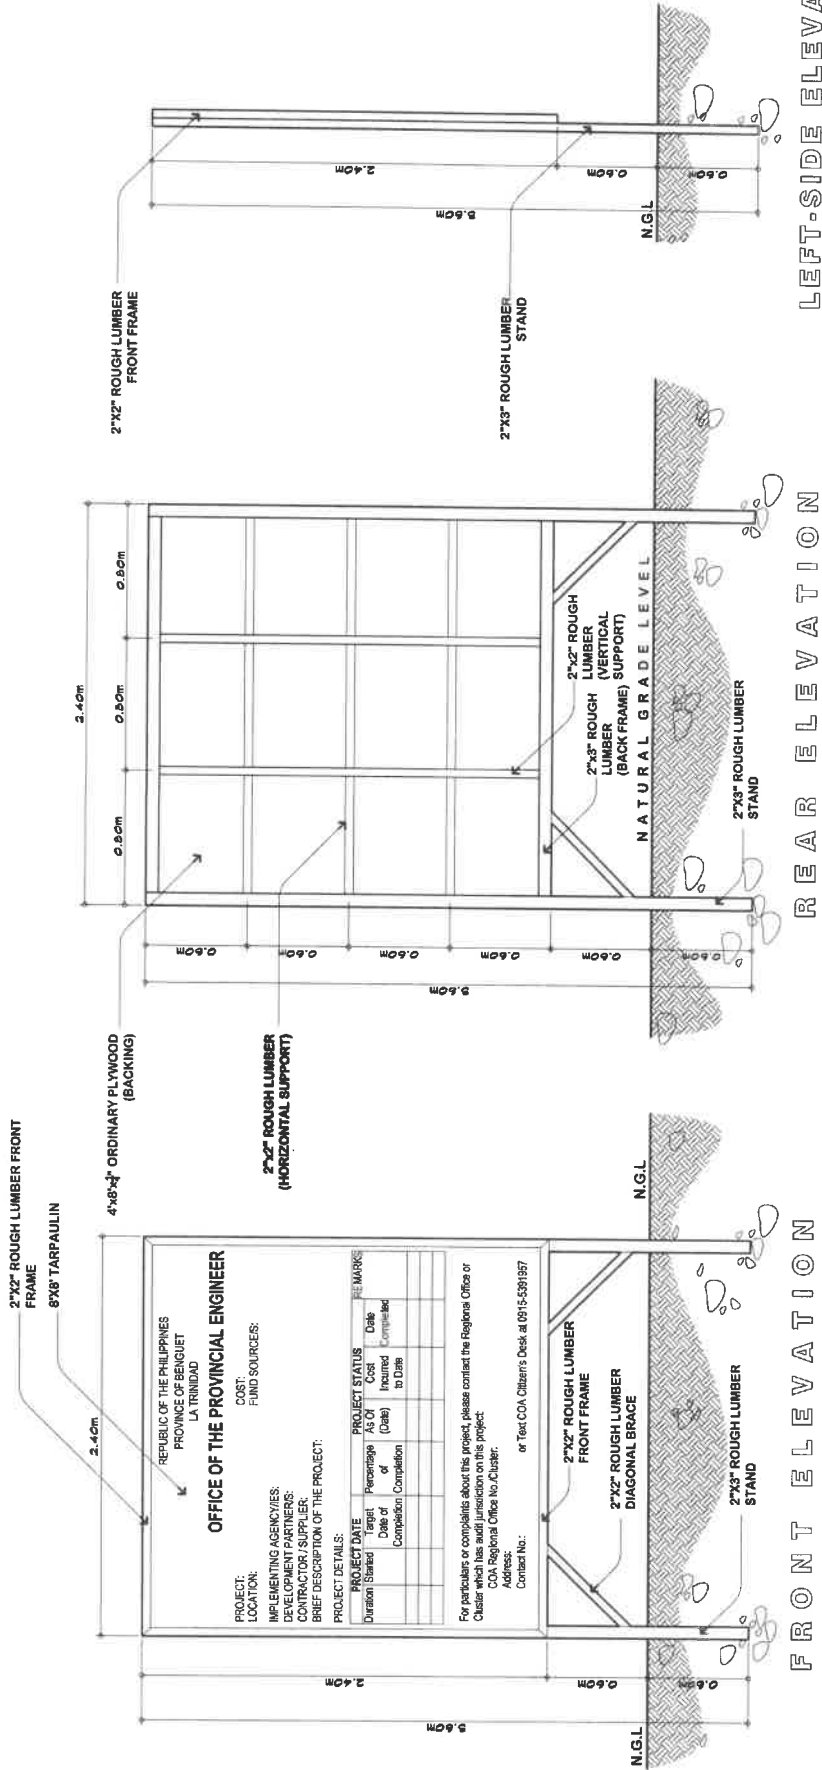 2"X2" ROUGH LUMBER FRONT
FRAME
8'X8' TARPAULIN
2.40m
REPUBLIC OF THE PHILIPPINES
PROVINCE OF BENGUET
LA TRINIDAD
OFFICE OF THE PROVINCIAL ENGINEER
PROJECT:
LOCATION:
COST:
FUND SOURCE/S:
IMPLEMENTING AGENCY/IES:
DEVELOPMENT PARTNER/S:
CONTRACTOR / SUPPLIER:
BRIEF DESCRIPTION OF THE PROJECT:
PROJECT DETAILS:
PROJECT DATE PROJECT STATUS REMARKS
Duration Started Target Date of Completion Percentage of Completion As Of (Date) Cost Incurred to Date Date Completed
For particulars or complaints about this project, please contact the Regional Office or
Cluster which has audit jurisdiction on this project:
COA Regional Office No./Cluster:
Address:
Contact No.: or Text COA Citizen's Desk at 0915-5391957
2.40m
0.60m
0.60m
3.60m
2"X2" ROUGH LUMBER
FRONT FRAME
2"X2" ROUGH LUMBER
DIAGONAL BRACE
2"X3" ROUGH LUMBER
STAND
N.G.L
N.G.L
FRONT ELEVATION
4'x8'x" ORDINARY PLYWOOD
(BACKING)
2"x2" ROUGH LUMBER
(HORIZONTAL SUPPORT)
2.40m
0.80m
0.80m
0.80m
0.60m
0.60m
0.60m
0.60m
0.60m
0.60m
3.60m
2"x2" ROUGH
LUMBER
(VERTICAL
SUPPORT)
2"x3" ROUGH
LUMBER
(BACK FRAME)
NATURAL GRADE LEVEL
2"X3" ROUGH LUMBER
STAND
REAR ELEVATION
2"X2" ROUGH LUMBER
FRONT FRAME
2.40m
0.60m
0.60m
3.60m
2"X3" ROUGH LUMBER
STAND
N.G.L
LEFT-SIDE ELEVA